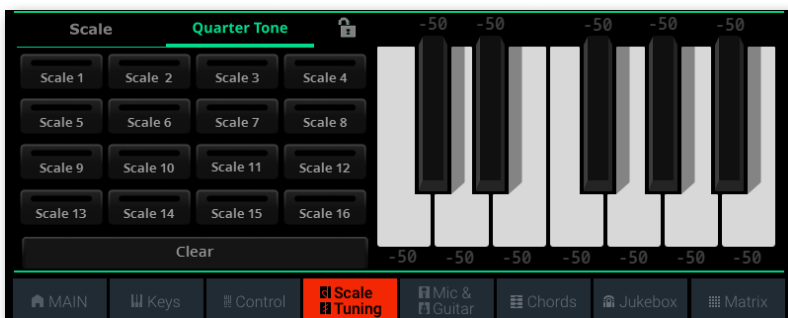 Scale Quarter Tone -50 -50 -50 -50 -50
Scale 1 Scale 2 Scale 3 Scale 4
Scale 5 Scale 6 Scale 7 Scale 8
Scale 9 Scale 10 Scale 11 Scale 12
Scale 13 Scale 14 Scale 15 Scale 16
Clear -50 -50 -50 -50 -50 -50 -50
MAIN Keys Control Scale Tuning Mic & Guitar Chords Jukebox Matrix